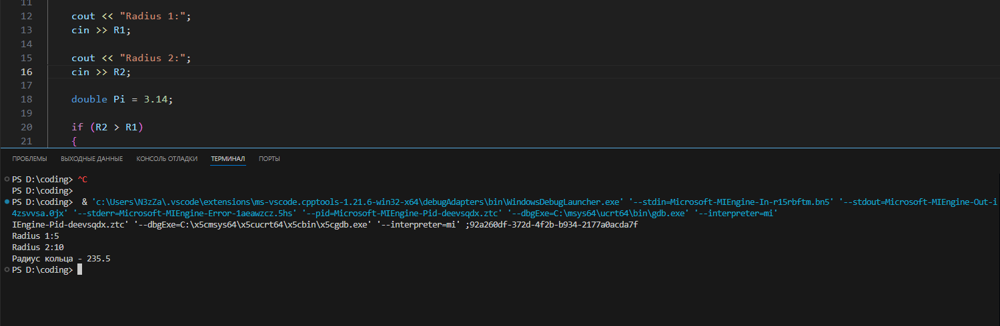 11
12 cout << "Radius 1:";
13 cin >> R1;
14
15 cout << "Radius 2:";
16 cin >> R2;
17
18 double Pi = 3.14;
19
20 if (R2 > R1)
21 {
ПРОБЛЕМЫ ВЫХОДНЫЕ ДАННЫЕ КОНСОЛЬ ОТЛАДКИ ТЕРМИНАЛ ПОРТЫ
PS D:\coding> ^C
PS D:\coding>
PS D:\coding> & 'c:\Users\N3zZa\.vscode\extensions\ms-vscode.cpptools-1.21.6-win32-x64\debugAdapters\bin\WindowsDebugLauncher.exe' '--stdin=Microsoft-MIEngine-In-r15rbftm.bn5' '--stdout=Microsoft-MIEngine-Out-i
4zsvvsa.0jx' '--stderr=Microsoft-MIEngine-Error-1aeawzcz.5hs' '--pid=Microsoft-MIEngine-Pid-deevsqdx.ztc' '--dbgExe=C:\msys64\ucrt64\bin\gdb.exe' '--interpreter=mi'
IEngine-Pid-deevsqdx.ztc' '--dbgExe=C:\x5cmsys64\x5cucrt64\x5cbin\x5cgdb.exe' '--interpreter=mi' ;92a260df-372d-4f2b-b934-2177a0acda7f
Radius 1:5
Radius 2:10
Радиус кольца - 235.5
PS D:\coding>